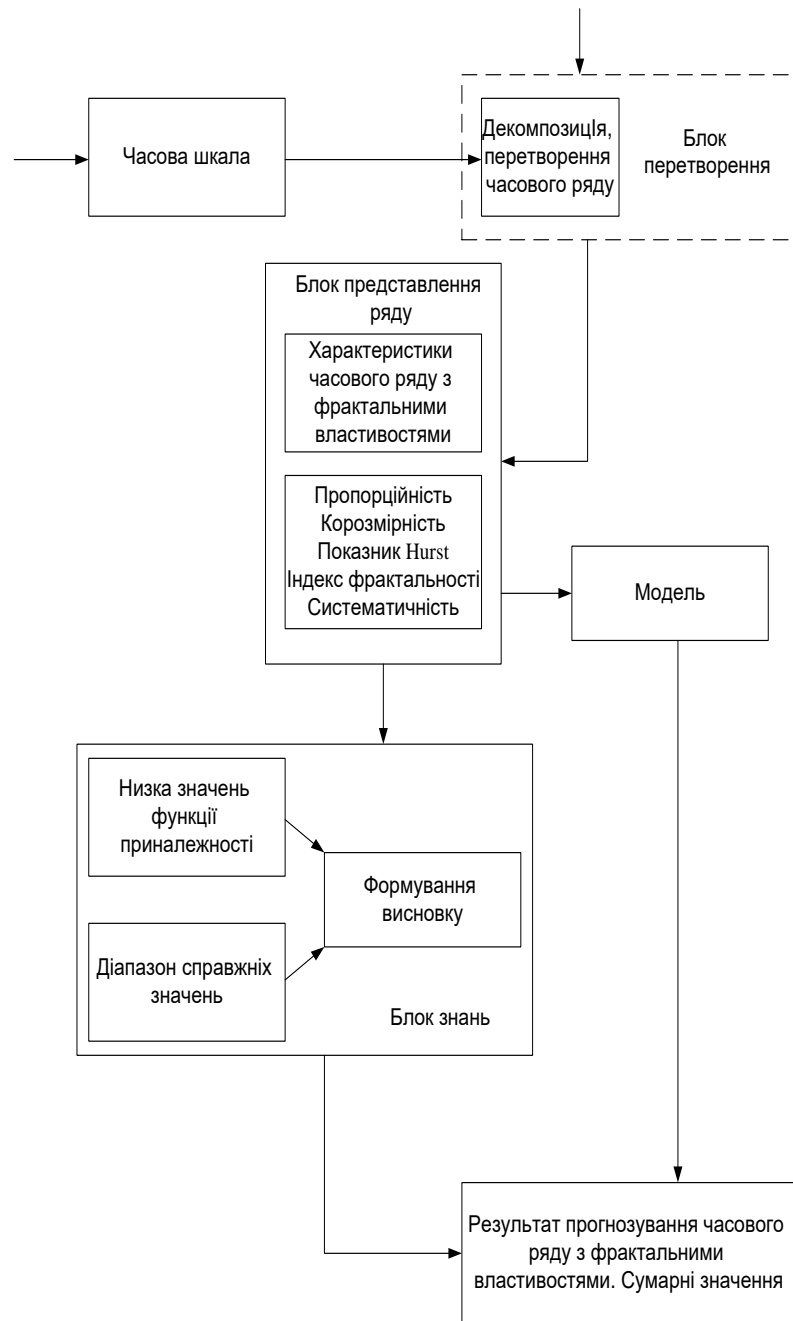 Часова шкала
ДекомпозицІя,
перетворення
часового ряду
Блок
перетворення
Блок представлення
ряду
Характеристики
часового ряду з
фрактальними
властивостями
Пропорційність
Корозмірність
Показник Hurst
Індекс фрактальності
Систематичність
Модель
Низка значень
функції
приналежності
Формування
висновку
Діапазон справжніх
значень
Блок знань
Результат прогнозування часового
ряду з фрактальними
властивостями. Сумарні значення